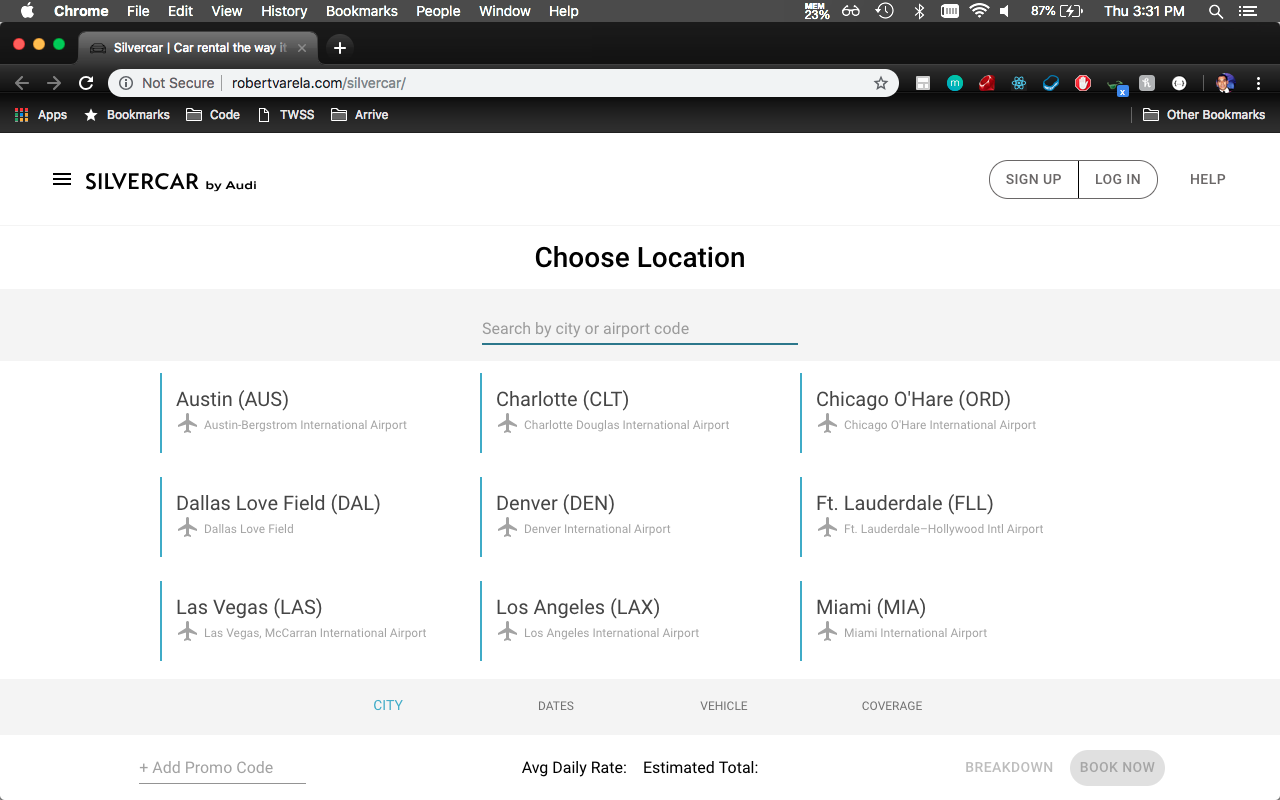 Chrome File Edit View History Bookmarks People Window Help MEM 23% 87% Thu 3:31 PM
Silvercar | Car rental the way it
Not Secure robertvarela.com/silvercar/
Apps Bookmarks Code TWSS Arrive Other Bookmarks
SILVERCAR by Audi SIGN UP LOG IN HELP
Choose Location
Search by city or airport code
Austin (AUS) Charlotte (CLT) Chicago O'Hare (ORD)
Austin-Bergstrom International Airport Charlotte Douglas International Airport Chicago O'Hare International Airport
Dallas Love Field (DAL) Denver (DEN) Ft. Lauderdale (FLL)
Dallas Love Field Denver International Airport Ft. Lauderdale–Hollywood Intl Airport
Las Vegas (LAS) Los Angeles (LAX) Miami (MIA)
Las Vegas, McCarran International Airport Los Angeles International Airport Miami International Airport
CITY DATES VEHICLE COVERAGE
+ Add Promo Code Avg Daily Rate: Estimated Total: BREAKDOWN BOOK NOW